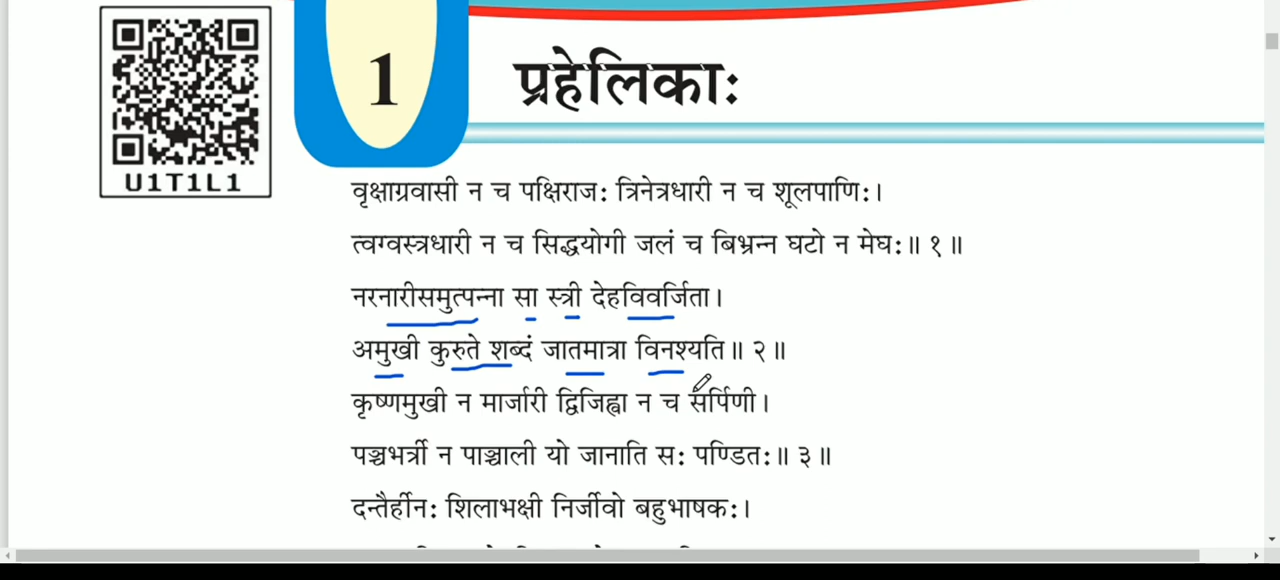 U1T1L1
1
प्रहेलिकाः
वृक्षाग्रवासी न च पक्षिराजः त्रिनेत्रधारी न च शूलपाणिः।
त्वग्वस्त्रधारी न च सिद्धयोगी जलं च बिभ्रन्न घटो न मेघः॥ १॥
नरनारीसमुत्पन्ना सा स्त्री देहविवर्जिता।
अमुखी कुरुते शब्दं जातमात्रा विनश्यति॥ २॥
कृष्णमुखी न मार्जारी द्विजिह्वा न च सर्पिणी।
पञ्चभर्त्री न पाञ्चाली यो जानाति सः पण्डितः॥ ३॥
दन्तैर्हीनः शिलाभक्षी निर्जीवो बहुभाषकः।